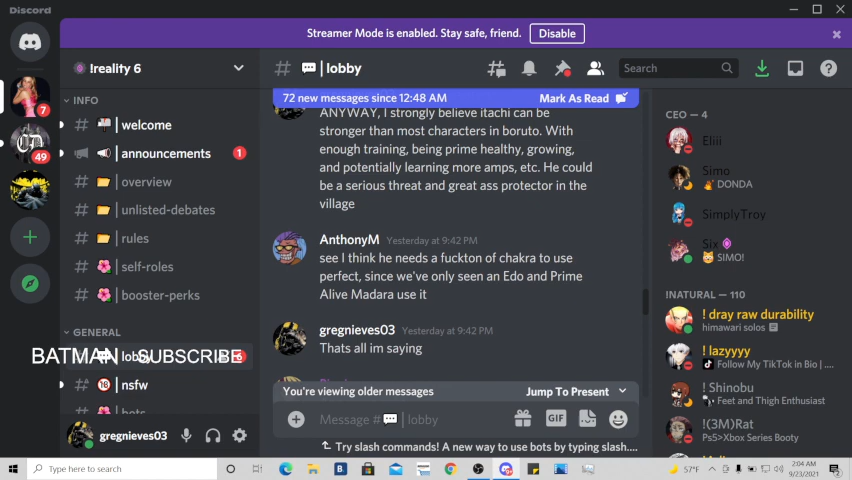 Discord
Streamer Mode is enabled. Stay safe, friend. Disable
!reality 6
INFO
welcome
announcements 1
overview
unlisted-debates
rules
self-roles
booster-perks
GENERAL
BATMAN SUBSCRIBE
nsfw
bots
7
49
gregnieves03
lobby
Search
72 new messages since 12:48 AM Mark As Read
ANYWAY, I strongly believe itachi can be
stronger than most characters in boruto. With
enough training, being prime healthy, growing,
and potentially learning more amps, etc. He could
be a serious threat and great ass protector in the
village
AnthonyM Yesterday at 9:42 PM
see I think he needs a fuckton of chakra to use
perfect, since we've only seen an Edo and Prime
Alive Madara use it
gregnieves03 Yesterday at 9:42 PM
Thats all im saying
You're viewing older messages Jump To Present
Message # | lobby
GIF
Try slash commands! A new way to use bots by typing slash....
CEO — 4
Eliii
Simo
DONDA
SimplyTroy
Six
SIMO!
!NATURAL — 110
! dray raw durability
himawari solos
! lazyyyy
Follow My TikTok in Bio | ....
! Shinobu
Feet and Thigh Enthusiast
!(3M)Rat
PsS>Xbox Series Booty
Type here to search
57°F
2:04 AM
9/23/2021